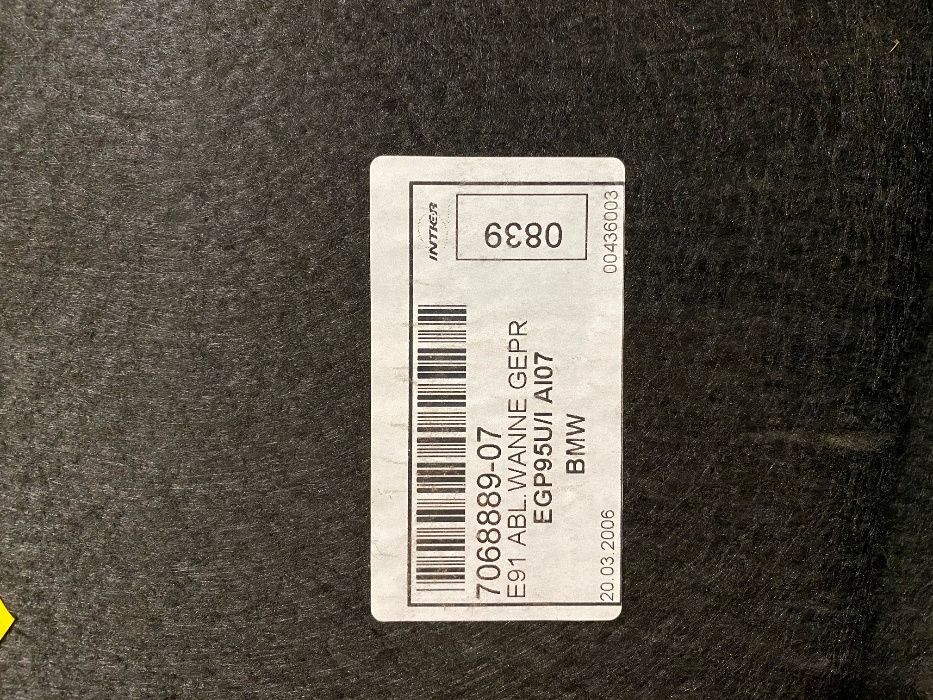 INTIER
0839
7068889-07
E91 ABL.WANNE GEPR
EGP95U/I AI07
BMW
20.03.2006
00436003